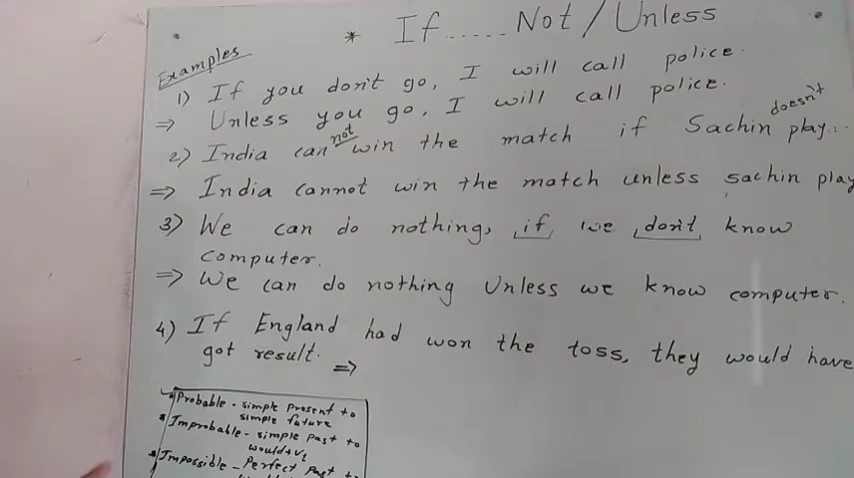 * If ..... Not / Unless
Examples
1) If you don't go, I will call police.
⇒ Unless you go, I will call police.
2) India can not win the match if Sachin doesn't play...
⇒ India cannot win the match unless sachin play
3) We can do nothing, if we don't know
computer.
⇒ We can do nothing Unless we know computer.
4) If England had won the toss, they would have
got result. ⇒
Probable - simple present to
simple future
Improbable - simple past to
would+V1
Impossible - Perfect past to